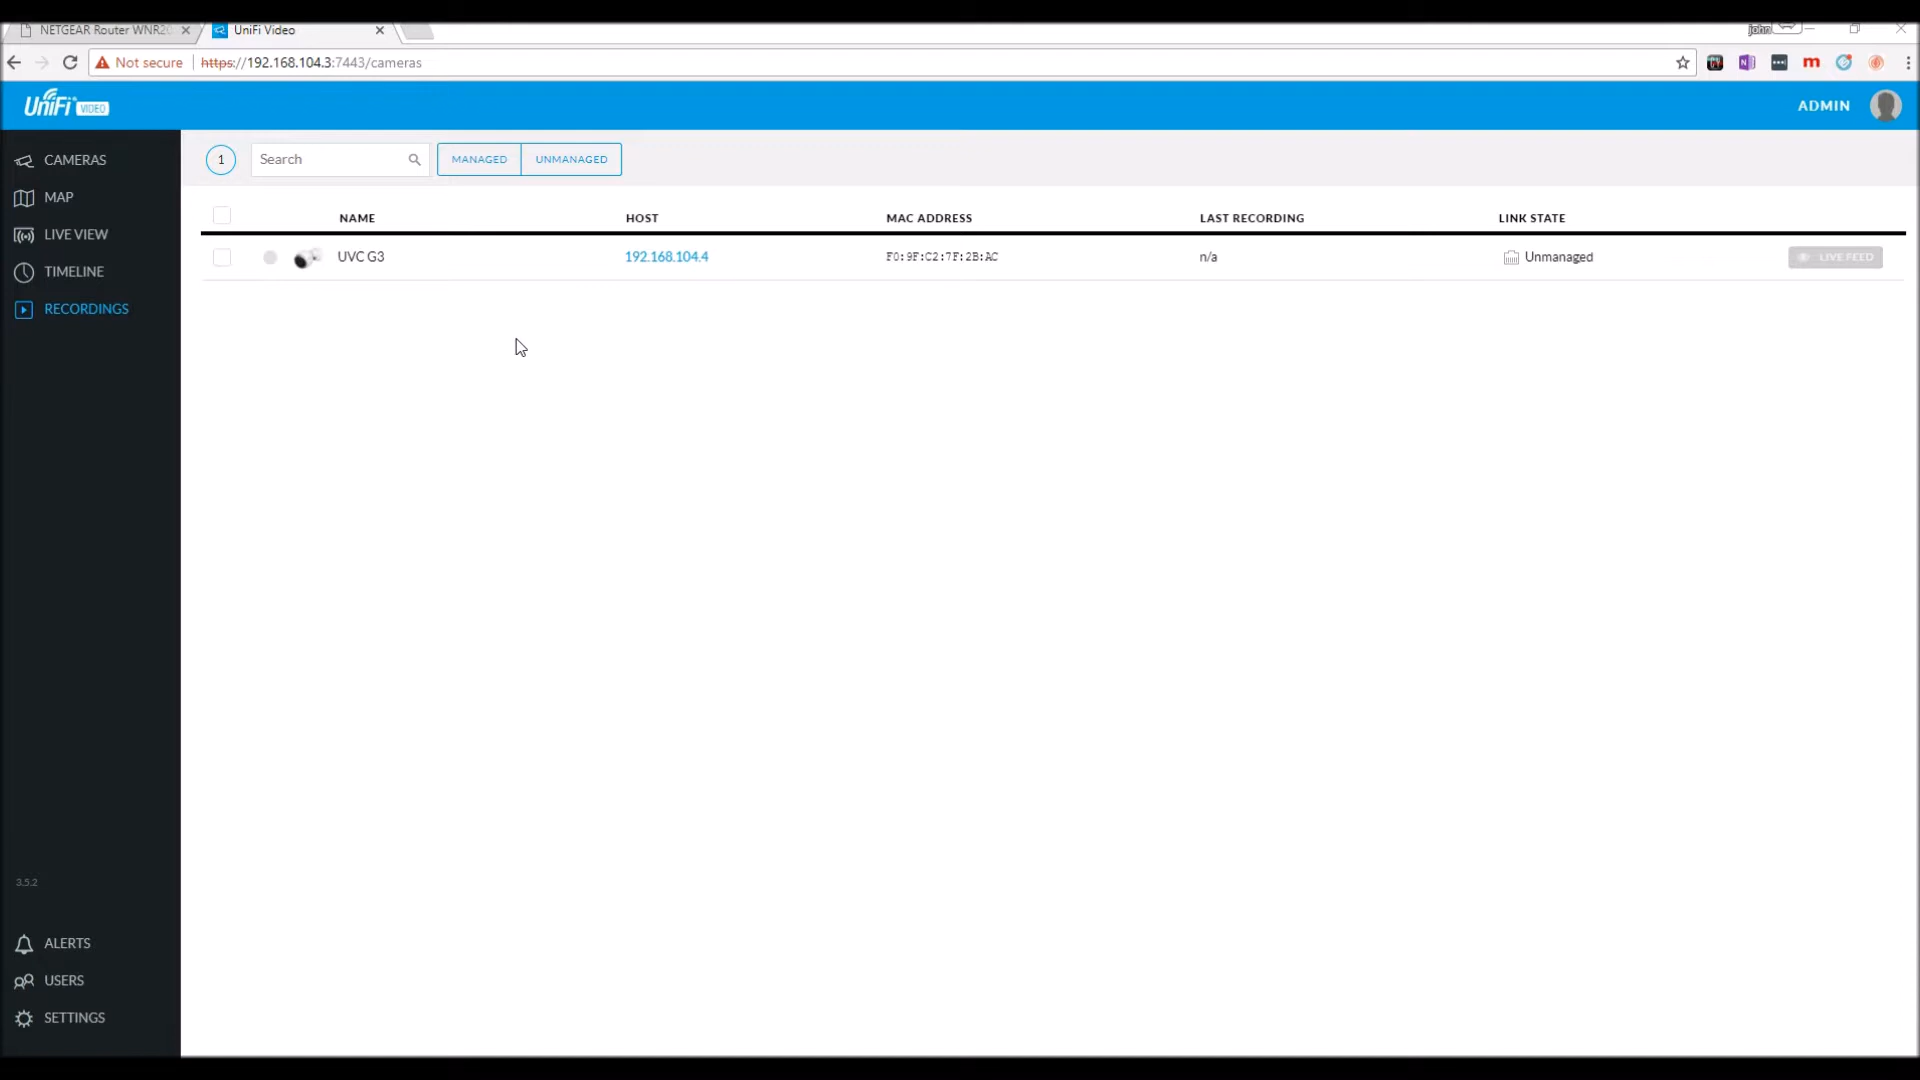 NETGEAR Router WNR20
UniFi Video
john
Not secure https://192.168.104.3:7443/cameras
UniFi VIDEO
ADMIN
CAMERAS
MAP
LIVE VIEW
TIMELINE
RECORDINGS
3.5.2
ALERTS
USERS
SETTINGS
1 Search MANAGED UNMANAGED
NAME HOST MAC ADDRESS LAST RECORDING LINK STATE
UVC G3 192.168.104.4 F0:9F:C2:7F:2B:AC n/a Unmanaged LIVE FEED